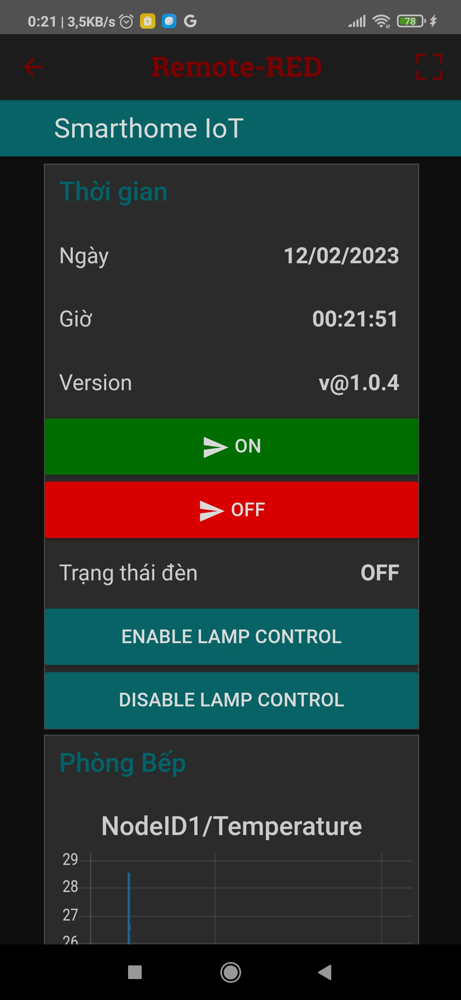 0:21 | 3,5KB/s
78
Remote-RED
Smarthome IoT
Thời gian
Ngày 12/02/2023
Giờ 00:21:51
Version v@1.0.4
ON
OFF
Trạng thái đèn OFF
ENABLE LAMP CONTROL
DISABLE LAMP CONTROL
Phòng Bếp
NodeID1/Temperature
29
28
27
26